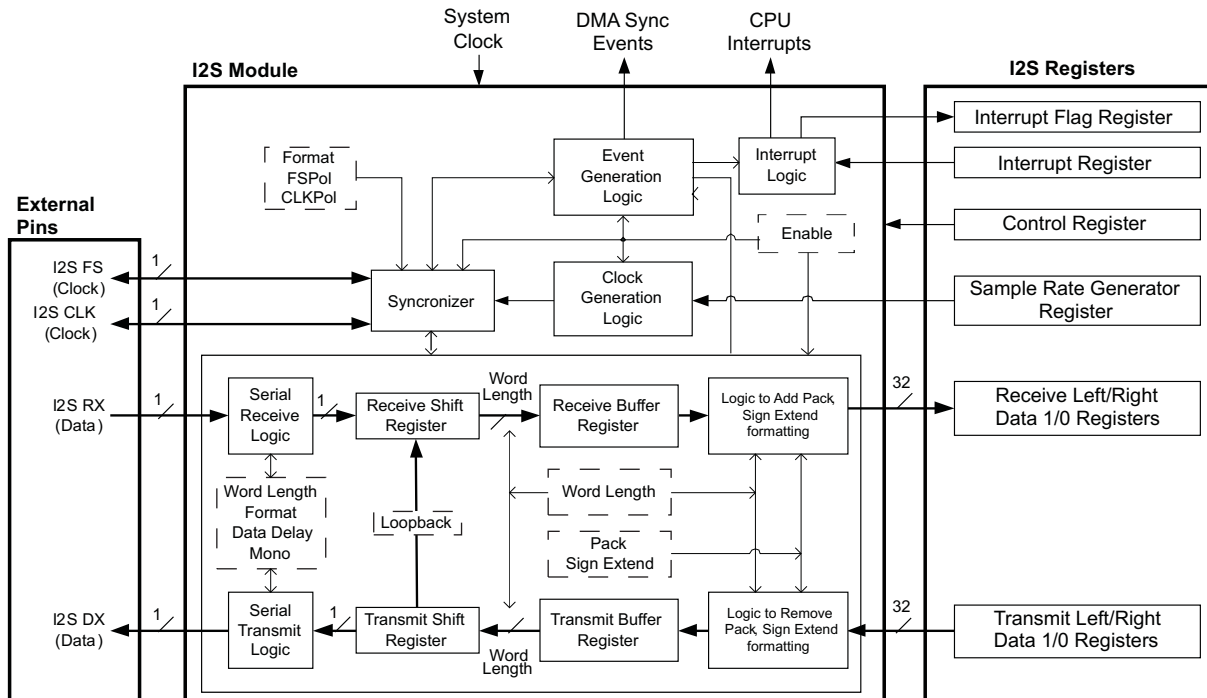 System
Clock
DMA Sync
Events
CPU
Interrupts
I2S Module
I2S Registers
Interrupt Flag Register
Event
Generation
Logic
Interrupt
Logic
Interrupt Register
Format
FSPol
CLKPol
External
Pins
Control Register
Enable
I2S FS
(Clock)
1
I2S CLK
(Clock)
1
Syncronizer
Clock
Generation
Logic
Sample Rate Generator
Register
I2S RX
(Data)
1
Serial
Receive
Logic
1
Receive Shift
Register
Word
Length
Receive Buffer
Register
Logic to Add Pack,
Sign Extend
formatting
32
Receive Left/Right
Data 1/0 Registers
Word Length
Format
Data Delay
Mono
Loopback
Word Length
Pack
Sign Extend
I2S DX
(Data)
1
Serial
Transmit
Logic
1
Transmit Shift
Register
Word
Length
Transmit Buffer
Register
Logic to Remove
Pack, Sign Extend
formatting
32
Transmit Left/Right
Data 1/0 Registers